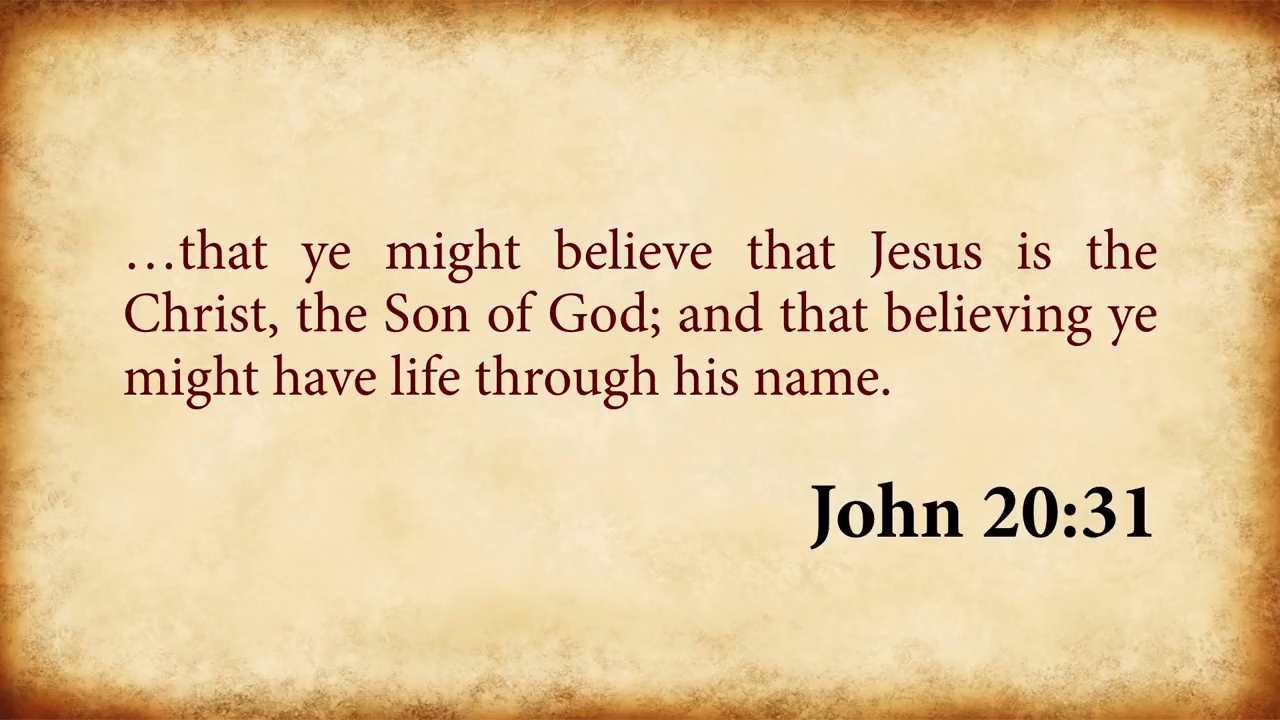 …that ye might believe that Jesus is the
Christ, the Son of God; and that believing ye
might have life through his name.
John 20:31